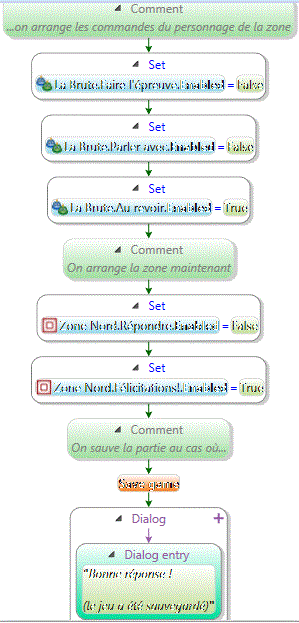 Comment
...on arrange les commandes du personnage de la zone
Set
La Brute.Faire l'épreuve.Enabled = False
Set
La Brute.Parler avec.Enabled = False
Set
La Brute.Au revoir.Enabled = True
Comment
On arrange la zone maintenant
Set
Zone Nord.Répondre.Enabled = False
Set
Zone Nord.Félicitations!.Enabled = True
Comment
On sauve la partie au cas où...
Save game
Dialog
Dialog entry
"Bonne réponse !
(le jeu a été sauvegardé)"